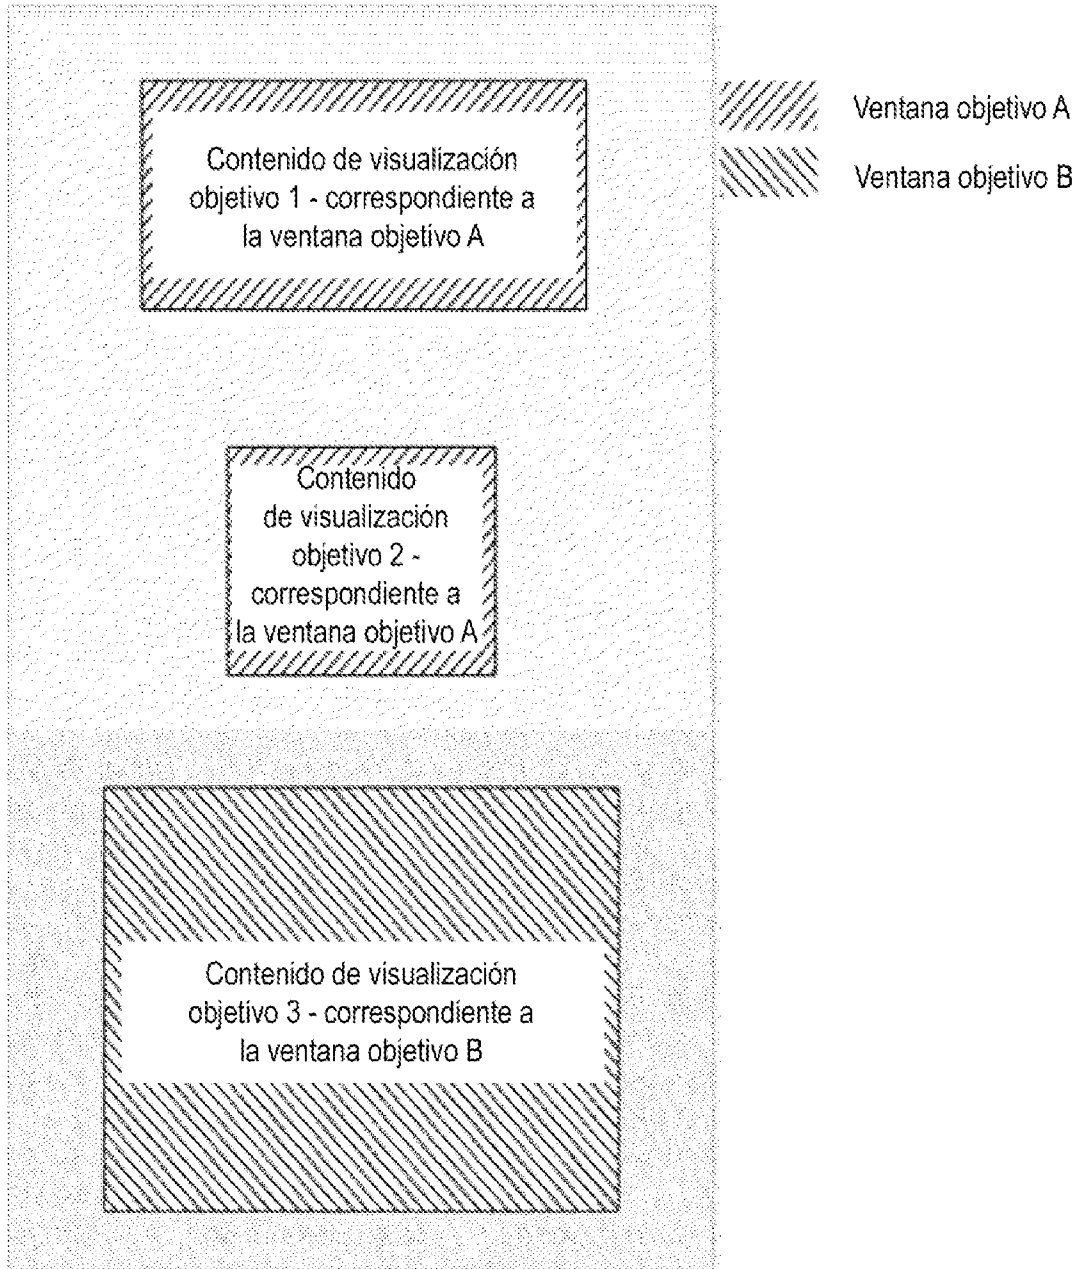 Contenido de visualización
objetivo 1 - correspondiente a
la ventana objetivo A
Ventana objetivo A
Ventana objetivo B
Contenido
de visualización
objetivo 2 -
correspondiente a
la ventana objetivo A
Contenido de visualización
objetivo 3 - correspondiente a
la ventana objetivo B